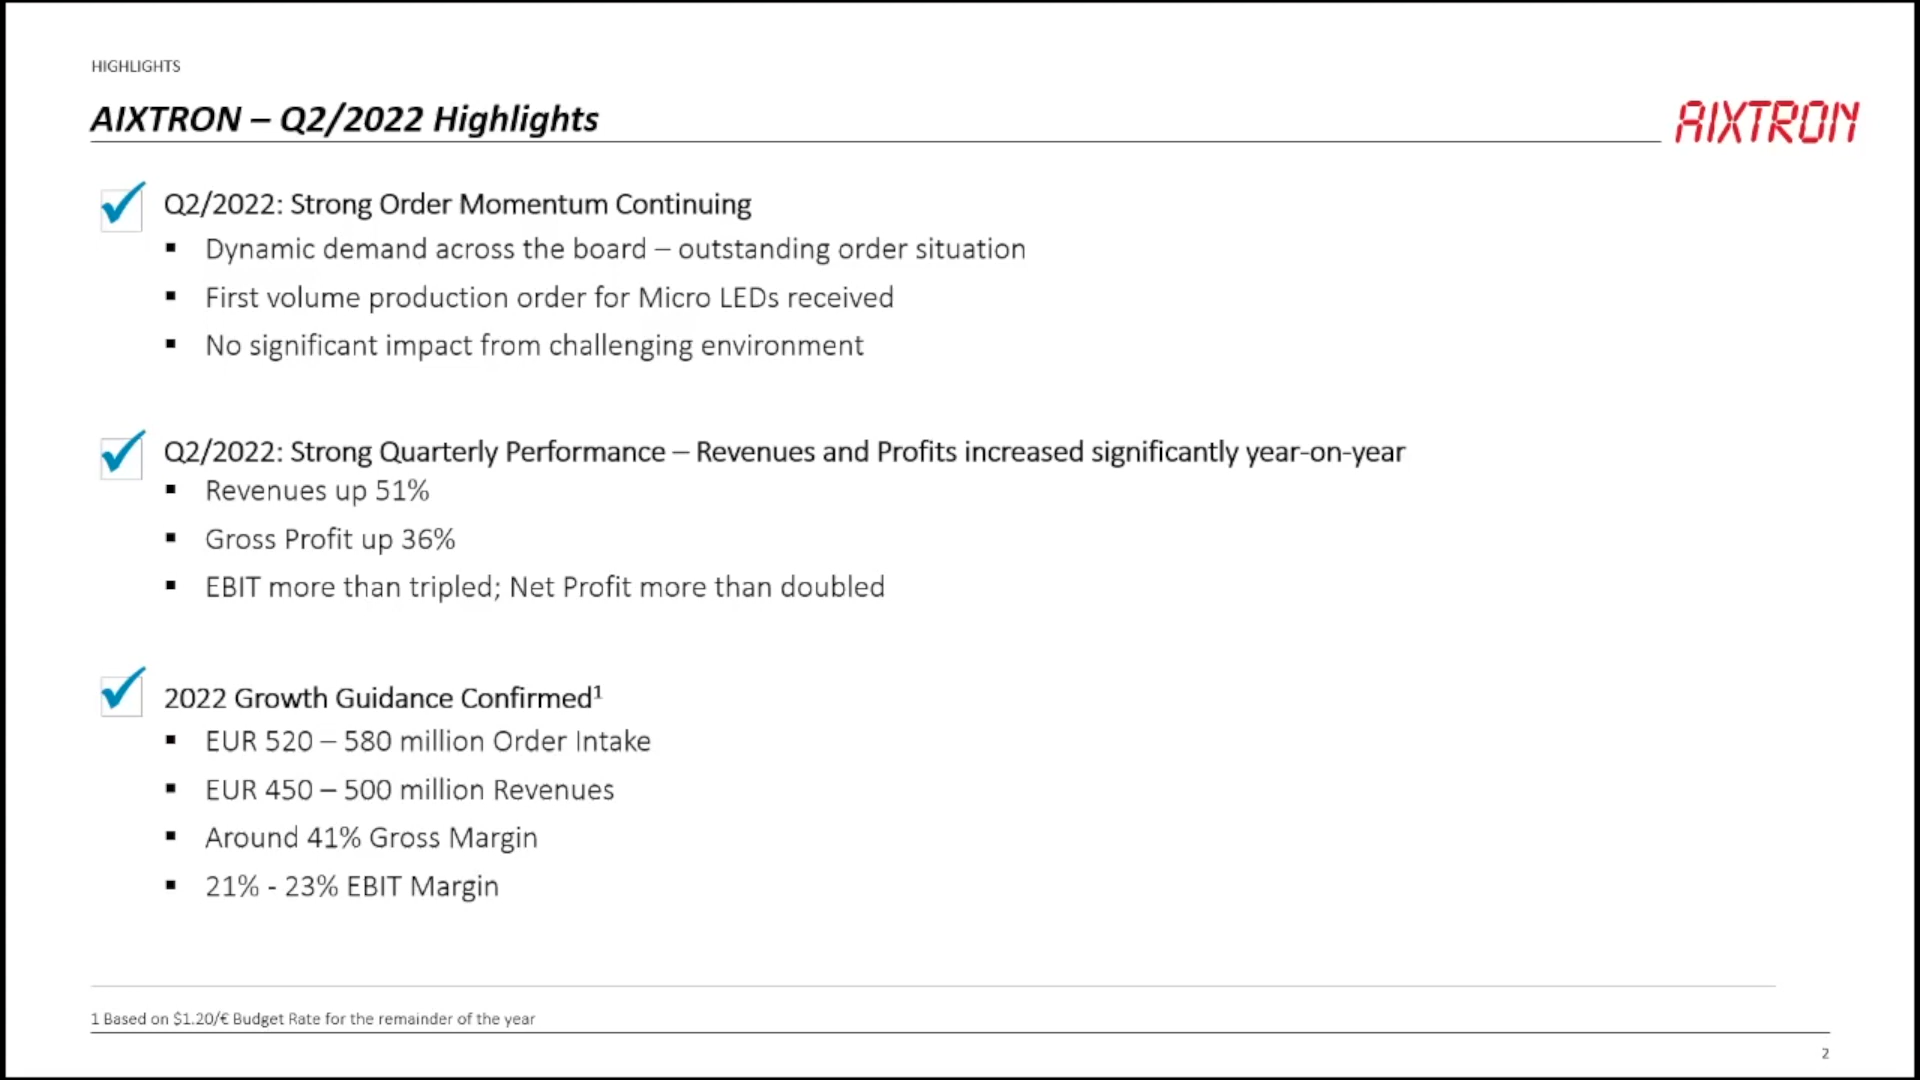 HIGHLIGHTS
AIXTRON – Q2/2022 Highlights
AIXTRON
Q2/2022: Strong Order Momentum Continuing
▪ Dynamic demand across the board – outstanding order situation
▪ First volume production order for Micro LEDs received
▪ No significant impact from challenging environment
Q2/2022: Strong Quarterly Performance – Revenues and Profits increased significantly year-on-year
▪ Revenues up 51%
▪ Gross Profit up 36%
▪ EBIT more than tripled; Net Profit more than doubled
2022 Growth Guidance Confirmed¹
▪ EUR 520 – 580 million Order Intake
▪ EUR 450 – 500 million Revenues
▪ Around 41% Gross Margin
▪ 21% - 23% EBIT Margin
1 Based on $1.20/€ Budget Rate for the remainder of the year
2